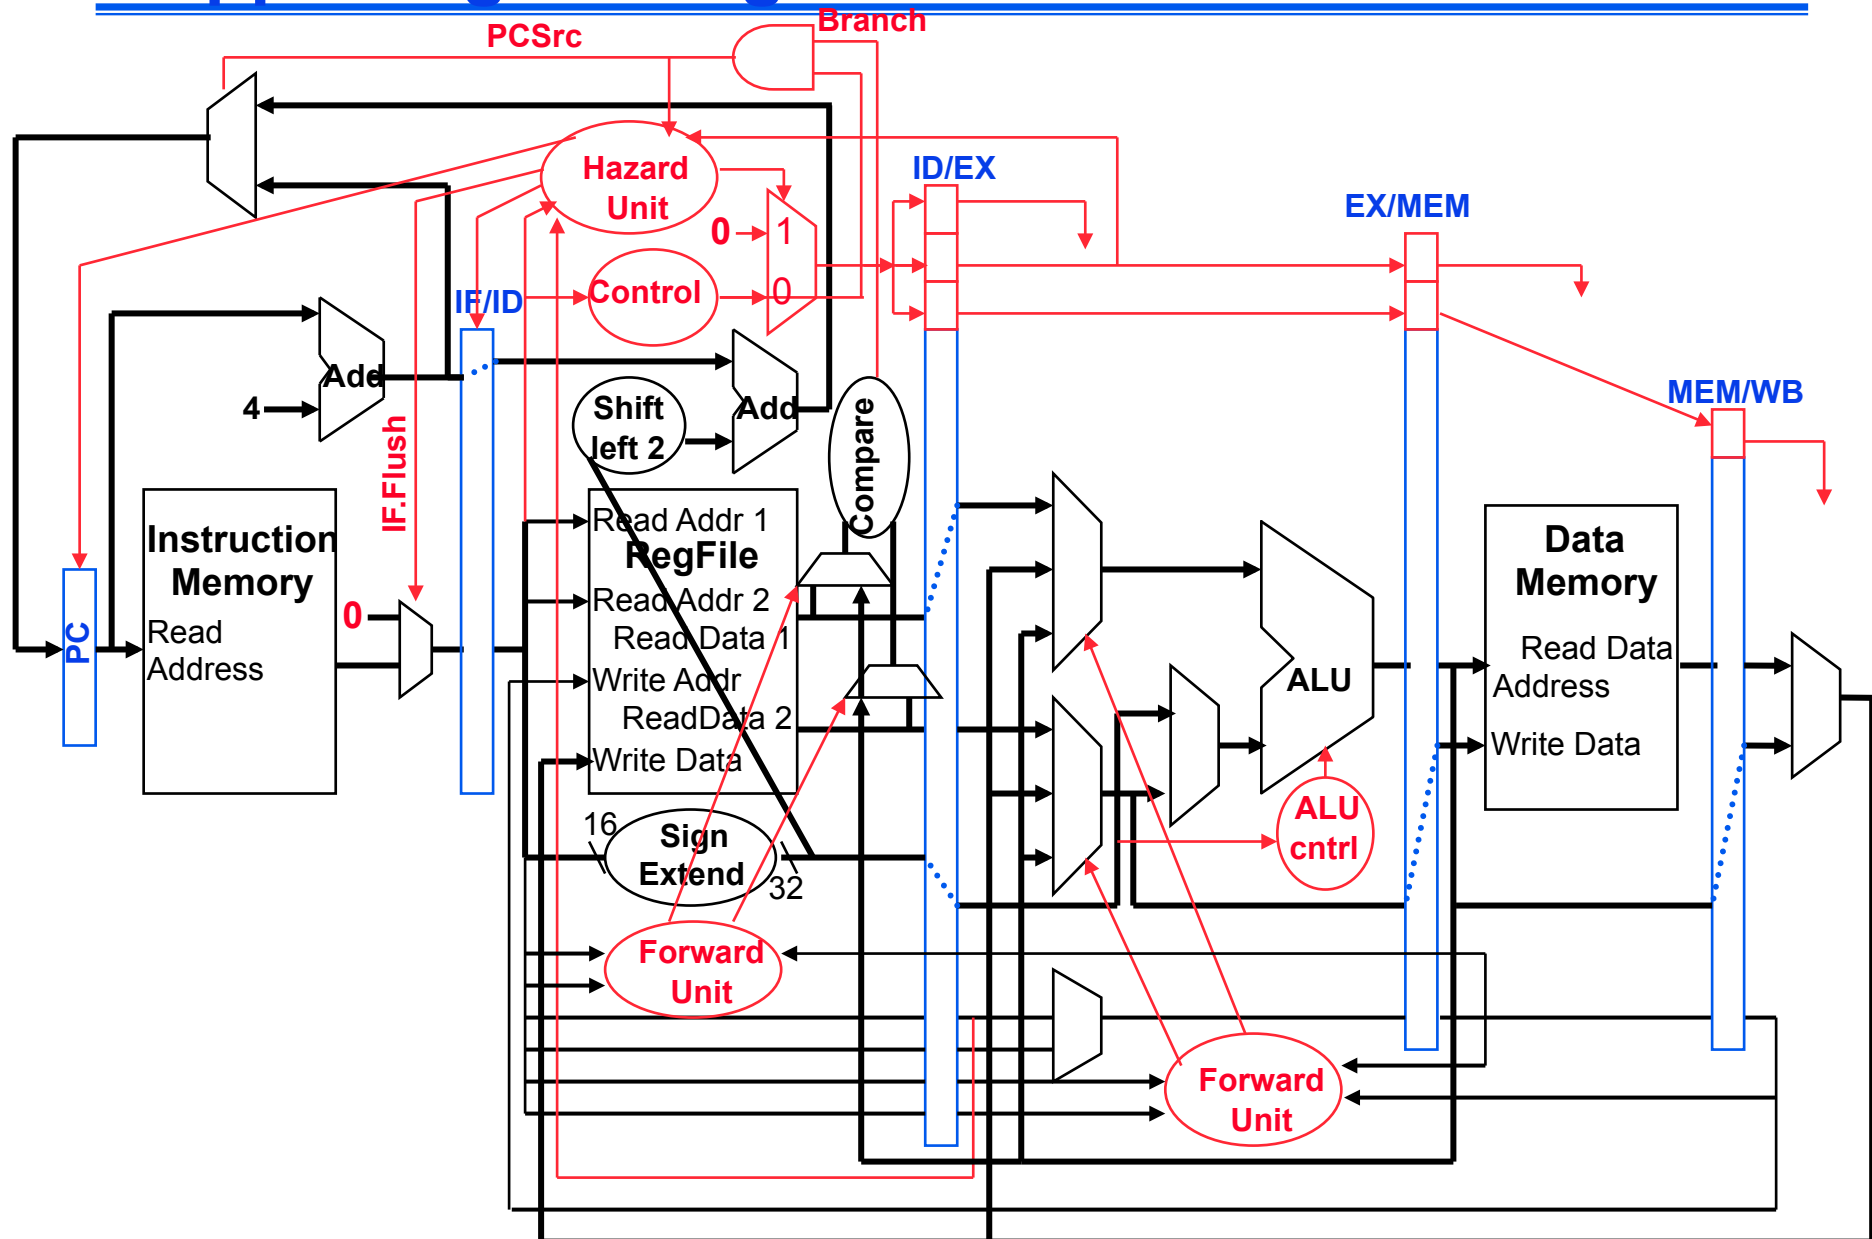 Branch
PCSrc
Hazard
Unit
ID/EX
EX/MEM
0
1
0
Control
IF/ID
MEM/WB
Add
4
Shift
left 2
Add
Compare
IF.Flush
Instruction
Memory
Read
Address
PC
0
Read Addr 1
RegFile
Read Addr 2
Read Data 1
Write Addr
ReadData 2
Write Data
ALU
Data
Memory
Read Data
Address
Write Data
ALU
cntrl
16
Sign
Extend
32
Forward
Unit
Forward
Unit